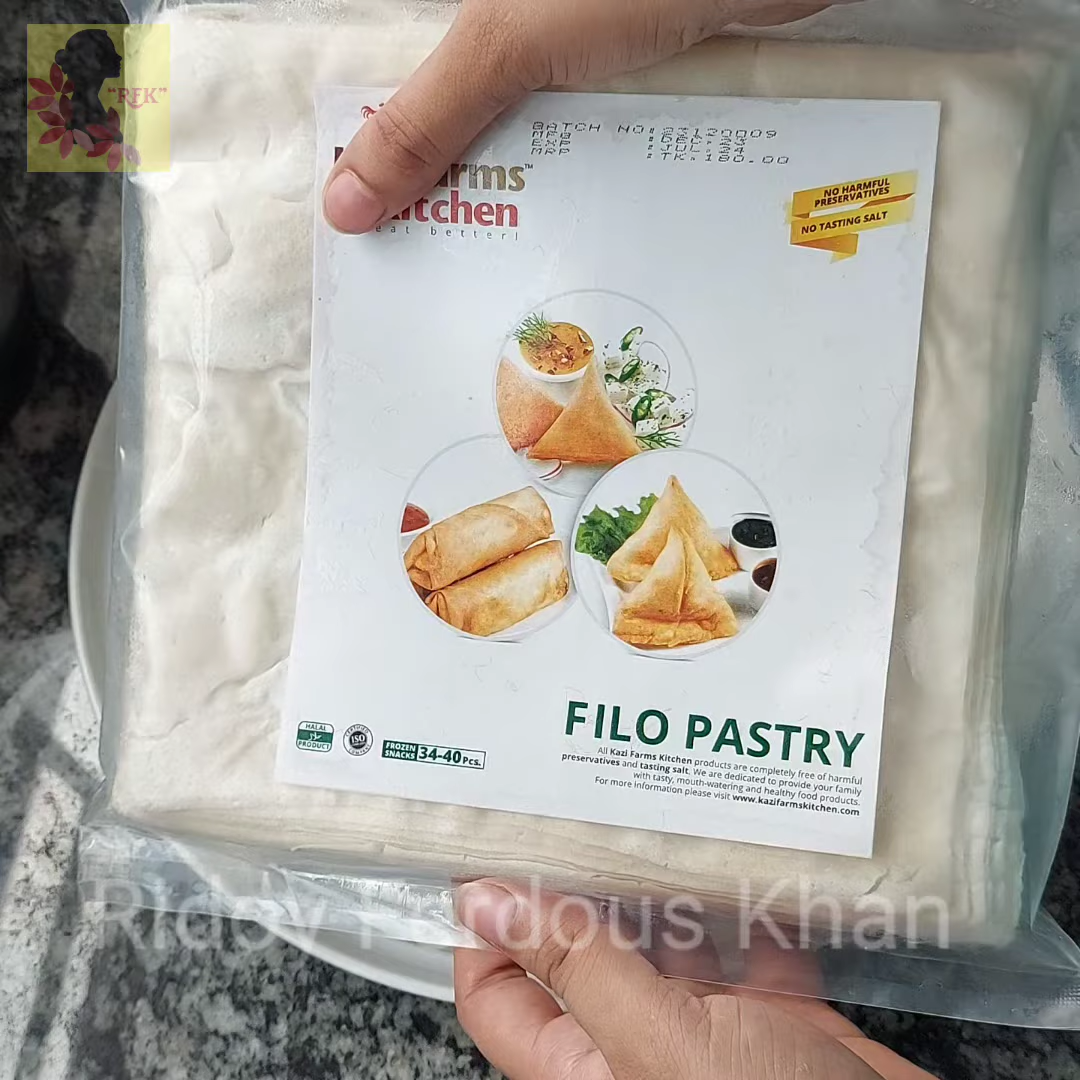 "RFK"
BATCH NO:
MFG
EXP
MRP : TK.:180.00
arms™
itchen
eat better!
NO HARMFUL
PRESERVATIVES
NO TASTING SALT
HALAL
PRODUCT
ISO
FROZEN
SNACKS 34-40 Pcs.
FILO PASTRY
All Kazi Farms Kitchen products are completely free of harmful
preservatives and tasting salt. We are dedicated to provide your family
with tasty, mouth-watering and healthy food products.
For more information please visit www.kazifarmskitchen.com
Khan